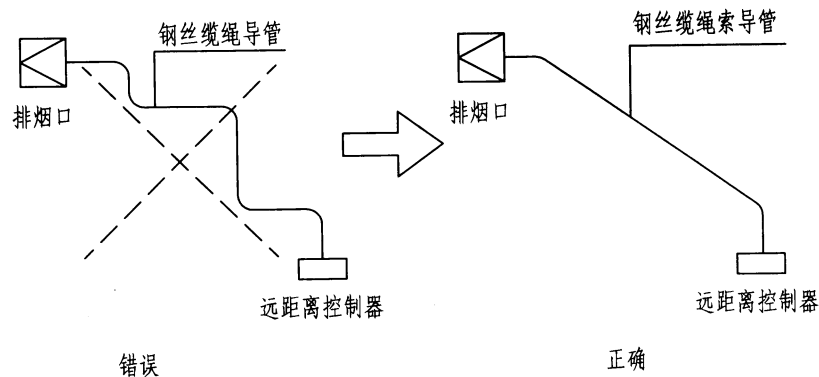 钢丝缆绳导管
排烟口
远距离控制器
错误
钢丝缆绳索导管
排烟口
远距离控制器
正确